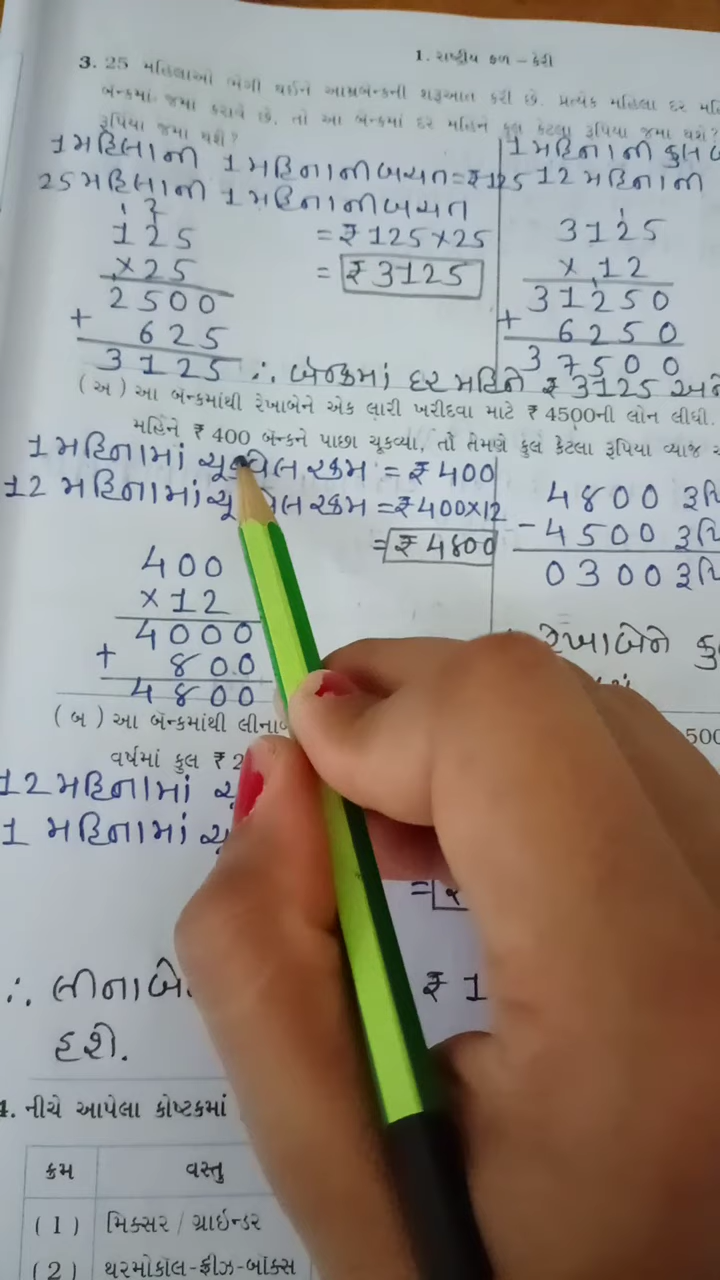 1. રાષ્ટ્રીય ફળ – કેરી
3. 25 મહિલાઓ ભેગી થઈને આમ્રબૅન્કની શરૂઆત કરી છે. પ્રત્યેક મહિલા દર
બૅન્કમાં જમા કરાવે છે, તો આ બૅન્કમાં દર મહિને કુલ કેટલા રૂપિયા જમા થશે?
રૂપિયા જમા થશે?
1 મહિલાની 1 મહિનાની બચત = ₹ 125
25 મહિલાની 1 મહિનાની બચત
= ₹ 125 × 25
= ₹ 3125
1 2
125
× 25
2500
+ 625
3125
1 મહિનાની કુલ
12 મહિનાની
1
3125
× 12
31250
+ 6250
37500
∴ બેન્કમાં દર મહિને ₹ 3125 અને
(અ) આ બૅન્કમાંથી રેખાબેને એક લારી ખરીદવા માટે ₹ 4500ની લોન લીધી.
મહિને ₹ 400 બૅન્કને પાછા ચૂકવ્યા, તો તેમણે કુલ કેટલા રૂપિયા વ્યાજ
1 મહિનામાં ચૂકવેલ રકમ = ₹ 400
12 મહિનામાં રકમ = ₹ 400×12
= ₹ 4800
400
× 12
4000
+ 800
4800
4800
- 4500
0300
રેખાબેને
(બ) આ બૅન્કમાંથી
વર્ષમાં કુલ ₹ 2
12 મહિનામાં
1 મહિનામાં
= ₹
∴ ₹ 1
હશે.
4. નીચે આપેલા કોષ્ટકમાં
ક્રમ વસ્તુ
(1) મિક્સર / ગ્રાઇન્ડર
(2) થરમોકૉલ-ફ્રીઝ-બૉક્સ